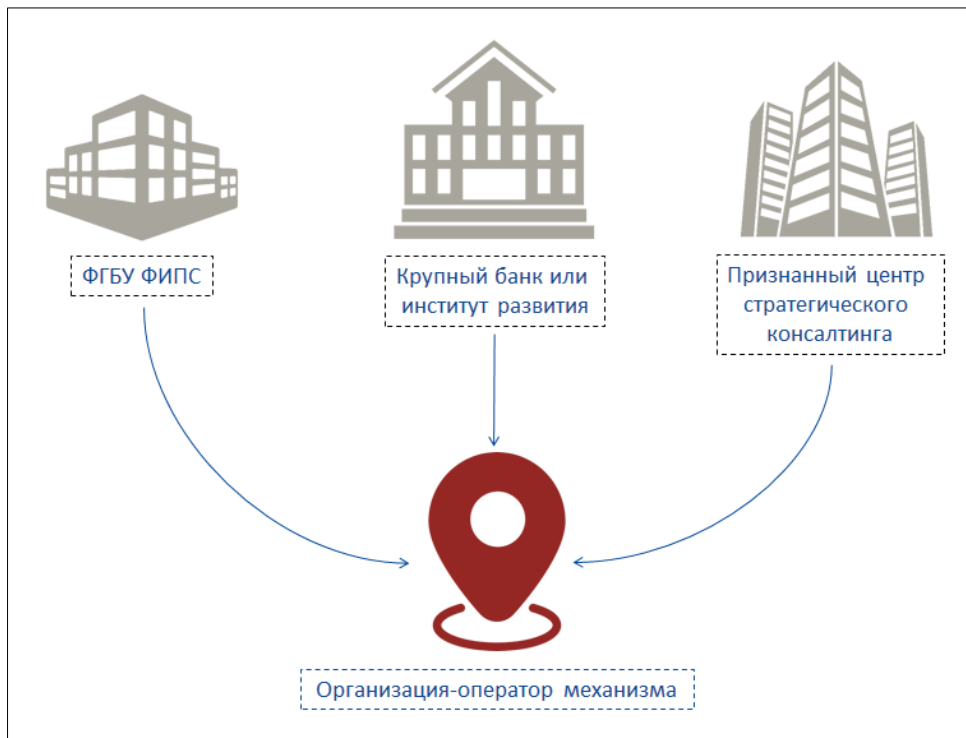 ФГБУ ФИПС
Крупный банк или
институт развития
Признанный центр
стратегического
консалтинга
Организация-оператор механизма